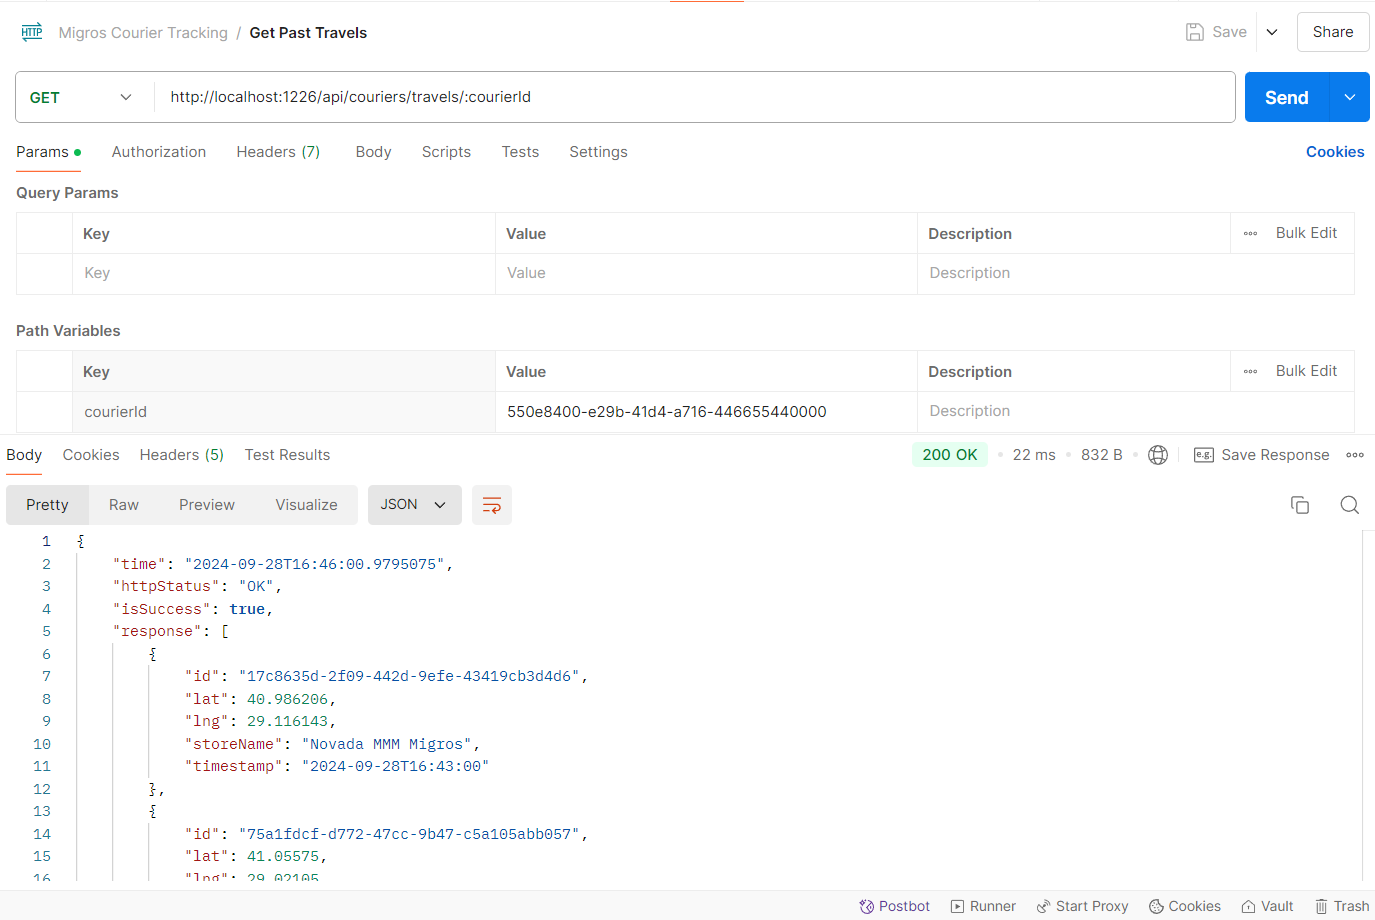 HTTP Migros Courier Tracking / Get Past Travels Save Share
GET http://localhost:1226/api/couriers/travels/:courierId Send
Params Authorization Headers (7) Body Scripts Tests Settings Cookies
Query Params
Key Value Description Bulk Edit
Key Value Description
Path Variables
Key Value Description Bulk Edit
courierId 550e8400-e29b-41d4-a716-446655440000 Description
Body Cookies Headers (5) Test Results 200 OK 22 ms 832 B e.g. Save Response
Pretty Raw Preview Visualize JSON
1 {
2 "time": "2024-09-28T16:46:00.9795075",
3 "httpStatus": "OK",
4 "isSuccess": true,
5 "response": [
6 {
7 "id": "17c8635d-2f09-442d-9efe-43419cb3d4d6",
8 "lat": 40.986206,
9 "lng": 29.116143,
10 "storeName": "Novada MMM Migros",
11 "timestamp": "2024-09-28T16:43:00"
12 },
13 {
14 "id": "75a1fdcf-d772-47cc-9b47-c5a105abb057",
15 "lat": 41.05575,
16 "lng": 29.02105
Postbot Runner Start Proxy Cookies Vault Trash